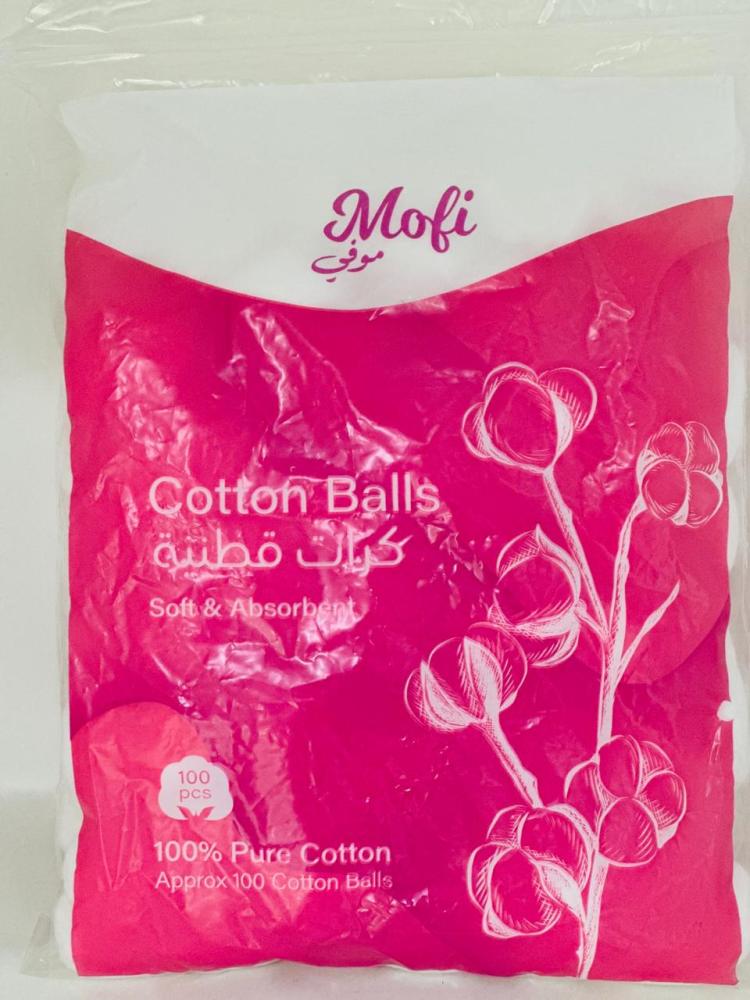 Mofi
موفي
Cotton Balls
كرات قطنية
Soft & Absorbent
100
pcs
100% Pure Cotton
Approx 100 Cotton Balls